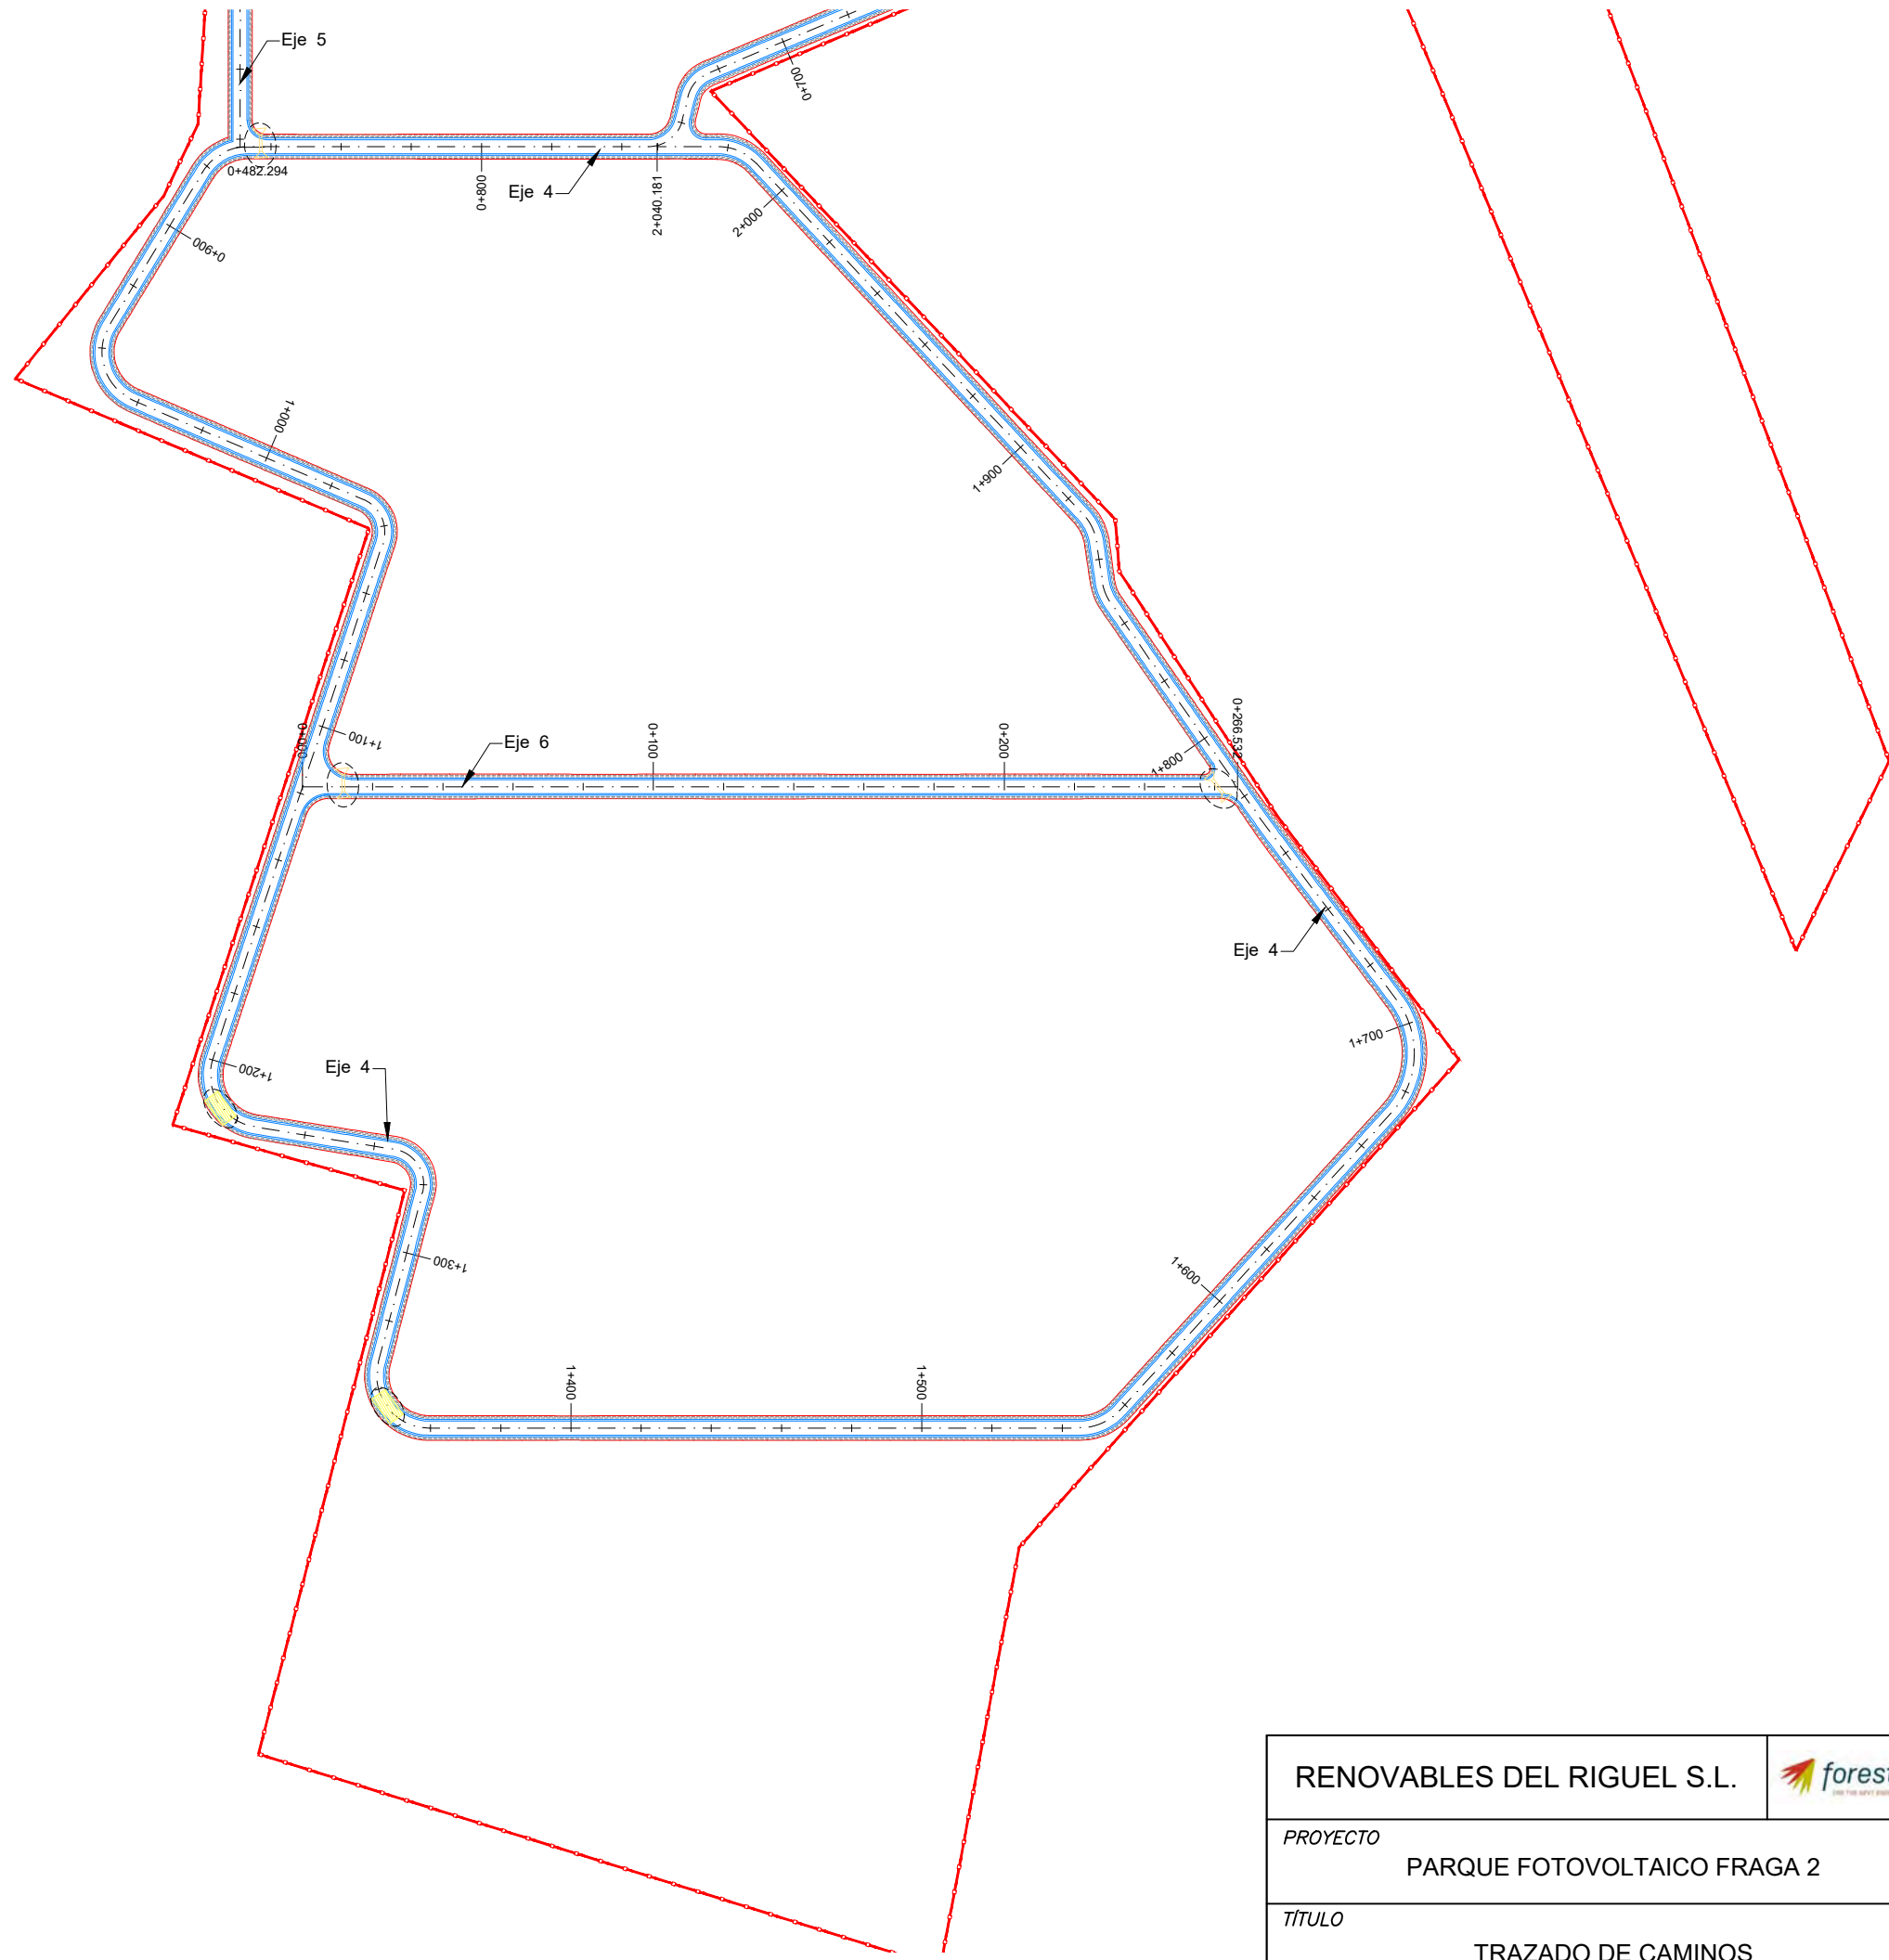 Eje 5
0+700
0+482.294
0+800
Eje 4
2+040.181
2+000
0+900
1+000
1+900
0+000
1+100
Eje 6
0+100
0+200
0+266.532
1+800
Eje 4
1+700
1+200
Eje 4
1+300
1+600
1+400
1+500
RENOVABLES DEL RIGUEL S.L.
forest
PROYECTO
PARQUE FOTOVOLTAICO FRAGA 2
TÍTULO
TRAZADO DE CAMINOS